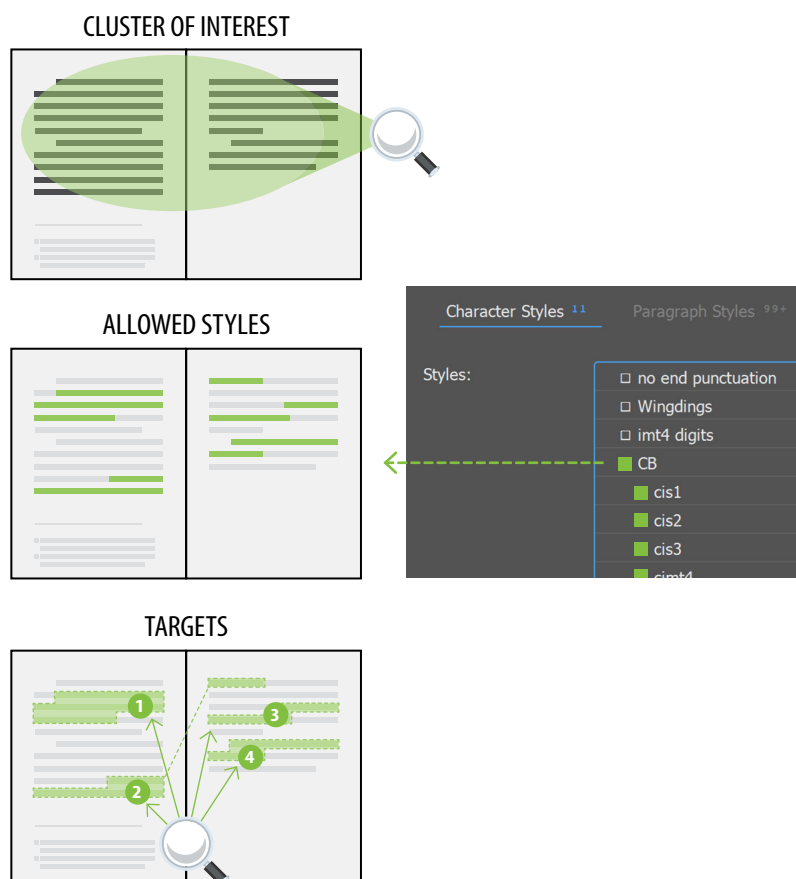 CLUSTER OF INTEREST
ALLOWED STYLES
Character Styles 11 Paragraph Styles 99+
Styles:
no end punctuation
Wingdings
imt4 digits
CB
cis1
cis2
cis3
cimt4
TARGETS
1
3
4
2